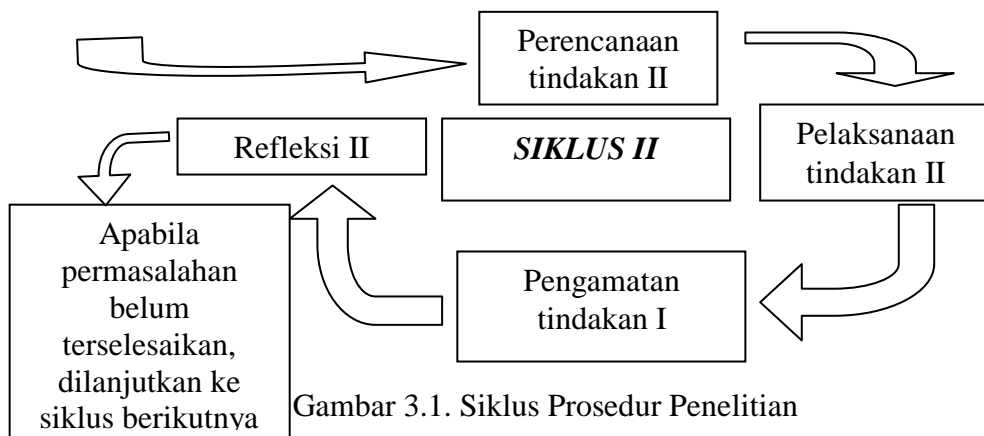 Perencanaan
tindakan II
Refleksi II
SIKLUS II
Pelaksanaan
tindakan II
Apabila
permasalahan
belum
terselesaikan,
dilanjutkan ke
siklus berikutnya
Pengamatan
tindakan I
Gambar 3.1. Siklus Prosedur Penelitian